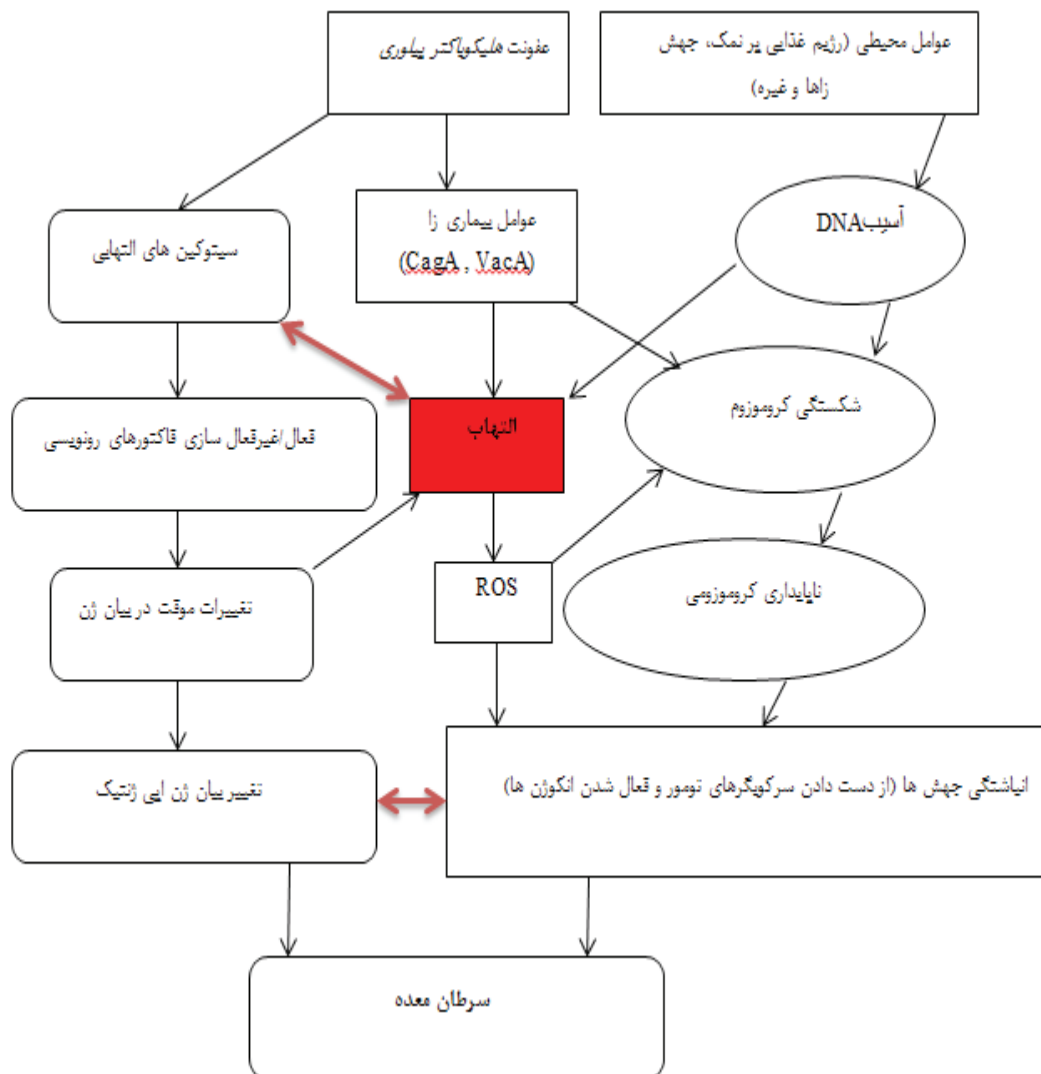 عوامل محیطی (رژیم غذایی پر نمک، جهش
زاها و غیره)
عفونت هلیکوباکتر پیلوری
عوامل بیماری زا
(CagA , VacA)
آسیبDNA
سیتوکین های التهابی
شکستگی کروموزوم
التهاب
فعال/غیرفعال سازی فاکتورهای رونویسی
ROS
ناپایداری کروموزومی
تغییرات موقت در بیان ژن
انباشتگی جهش ها (از دست دادن سرکوبگرهای تومور و فعال شدن انکوژن ها)
تغییر بیان ژن اپی ژنتیک
سرطان معده